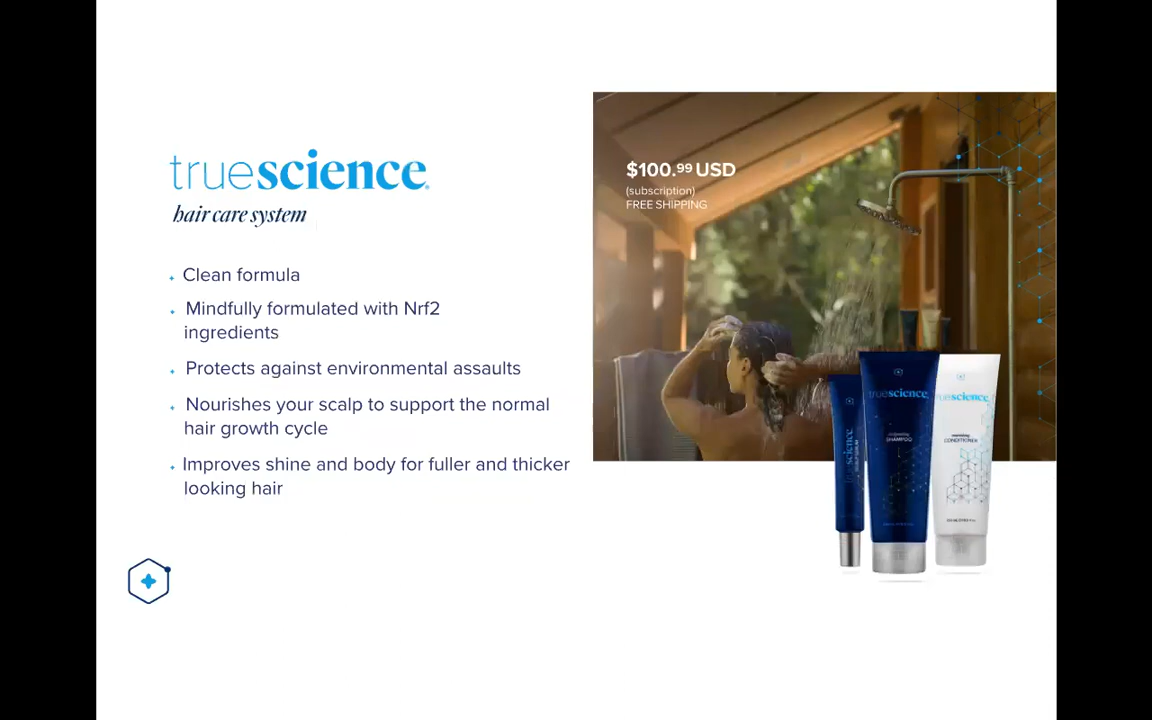 truescience®
hair care system
Clean formula
Mindfully formulated with Nrf2
ingredients
Protects against environmental assaults
Nourishes your scalp to support the normal
hair growth cycle
Improves shine and body for fuller and thicker
looking hair
$100.99 USD
(subscription)
FREE SHIPPING
truescience
truescience
SHAMPOO
truescience
CONDITIONER